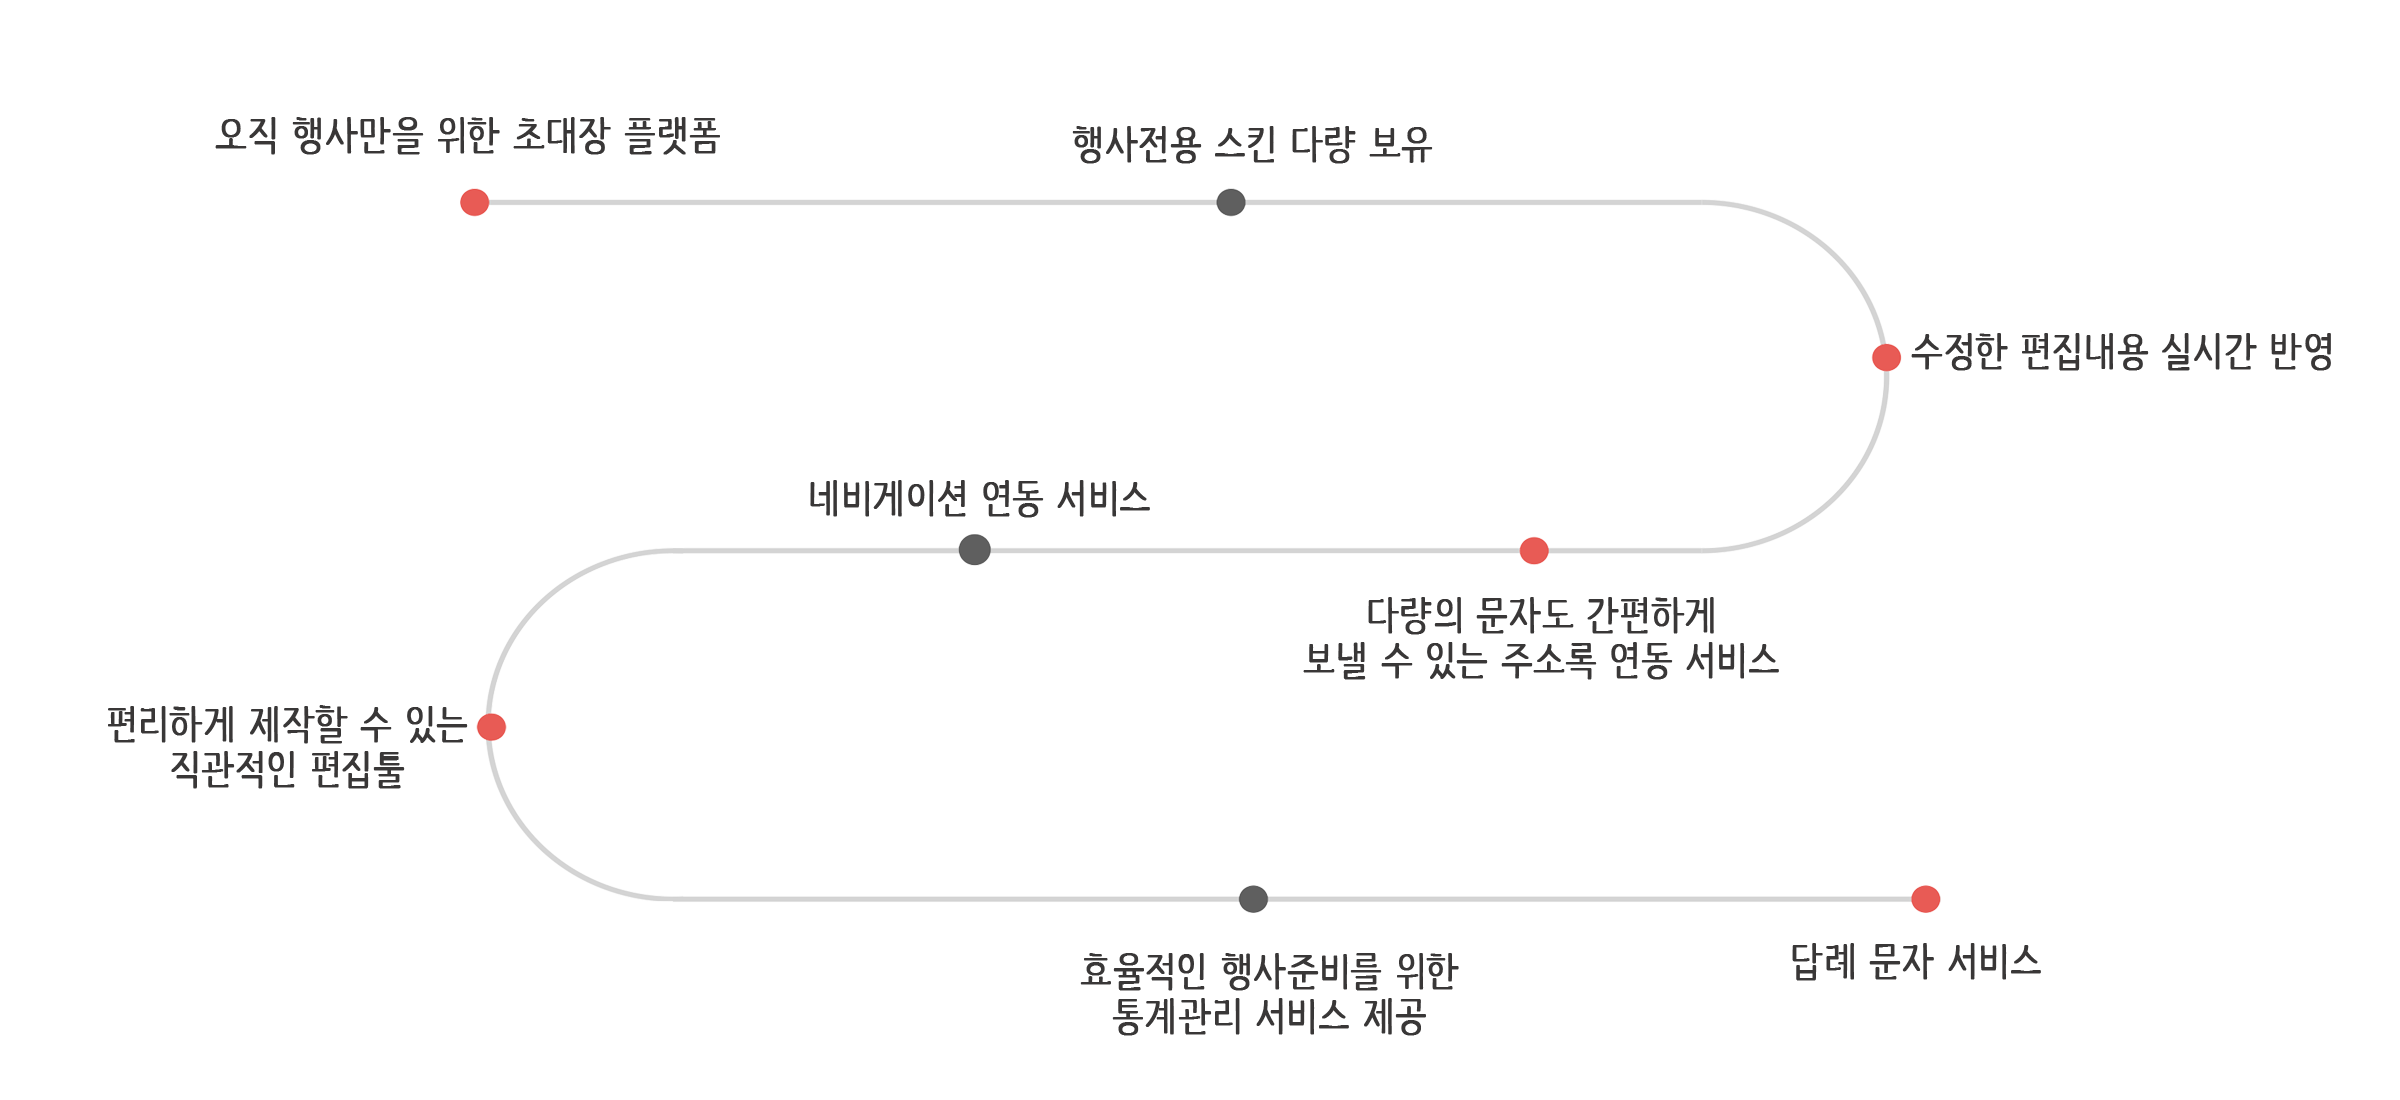 오직 행사만을 위한 초대장 플랫폼
행사전용 스킨 다량 보유
수정한 편집내용 실시간 반영
네비게이션 연동 서비스
다량의 문자도 간편하게
보낼 수 있는 주소록 연동 서비스
편리하게 제작할 수 있는
직관적인 편집툴
효율적인 행사준비를 위한
통계관리 서비스 제공
답례 문자 서비스